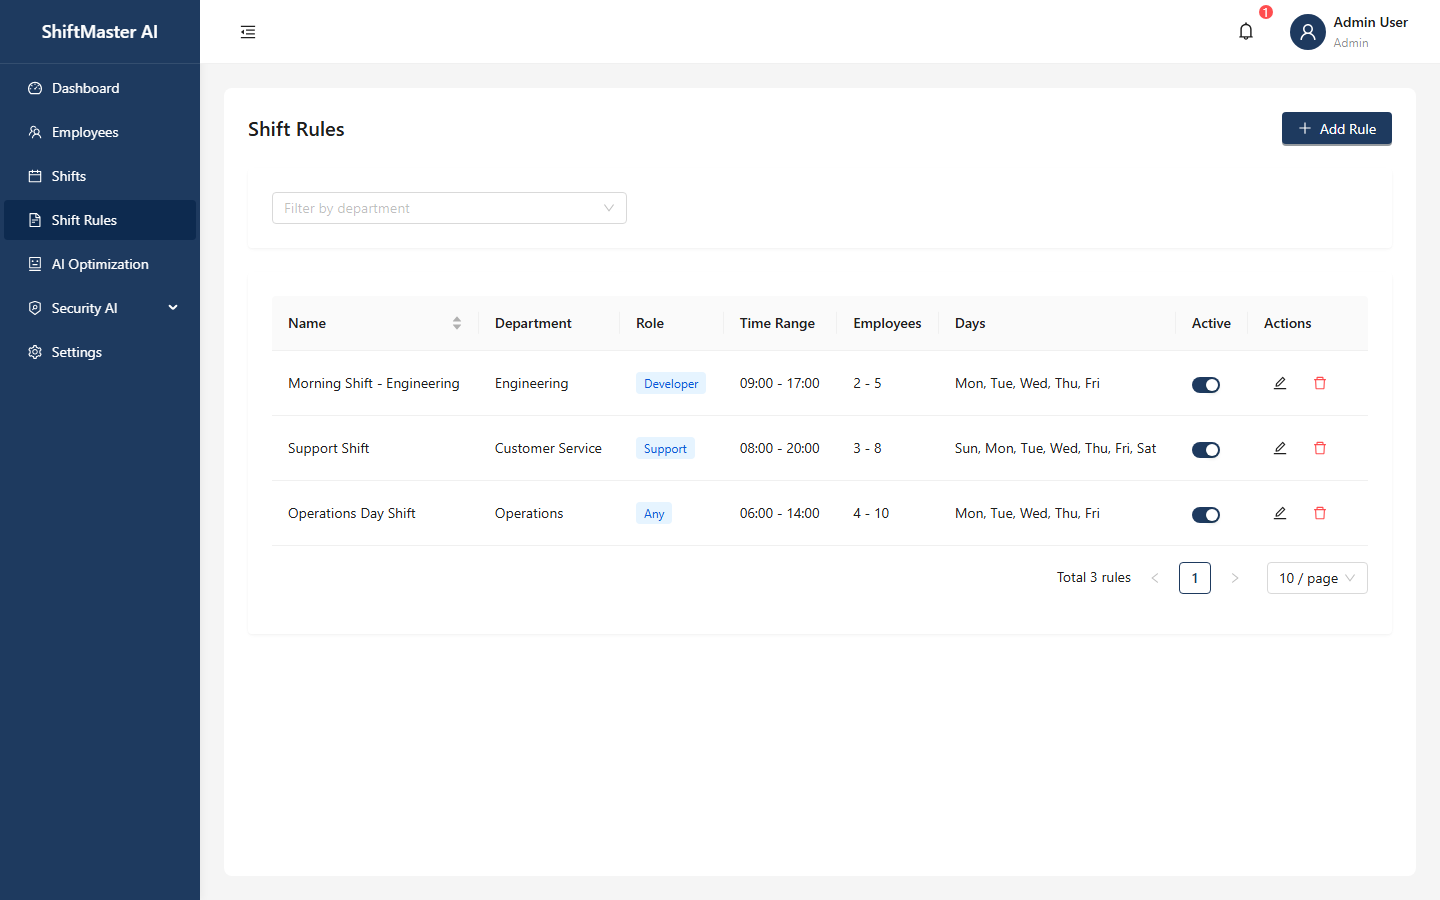 ShiftMaster AI
1
Admin User
Admin
Dashboard
Employees
Shifts
Shift Rules
AI Optimization
Security AI
Settings
Shift Rules
Add Rule
Filter by department
Name Department Role Time Range Employees Days Active Actions
Morning Shift - Engineering Engineering Developer 09:00 - 17:00 2 - 5 Mon, Tue, Wed, Thu, Fri
Support Shift Customer Service Support 08:00 - 20:00 3 - 8 Sun, Mon, Tue, Wed, Thu, Fri, Sat
Operations Day Shift Operations Any 06:00 - 14:00 4 - 10 Mon, Tue, Wed, Thu, Fri
Total 3 rules < 1 > 10 / page